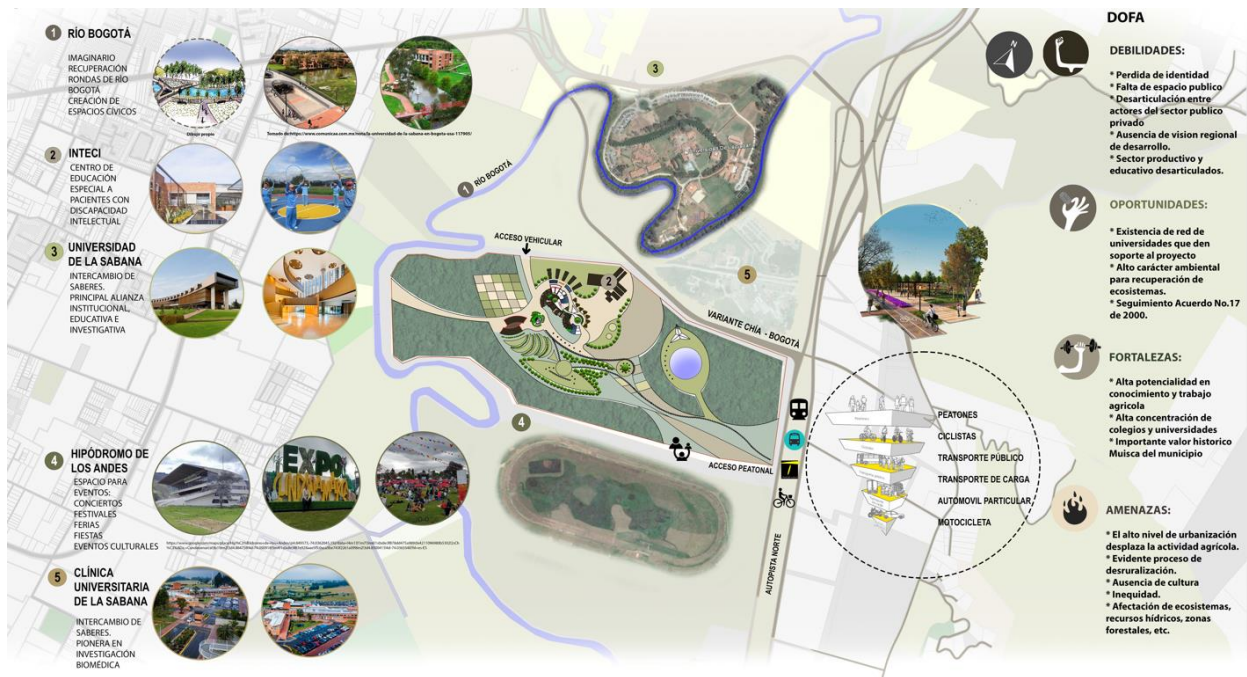 1 RÍO BOGOTÁ
IMAGINARIO
RECUPERACIÓN
RONDAS DE RÍO
BOGOTÁ
CREACIÓN DE
ESPACIOS CÍVICOS
Dibujo propio
2 INTECI
CENTRO DE
EDUCACIÓN
ESPECIAL A
PACIENTES CON
DISCAPACIDAD
INTELECTUAL
3 UNIVERSIDAD
DE LA SABANA
INTERCAMBIO DE
SABERES.
PRINCIPAL ALIANZA
INSTITUCIONAL,
EDUCATIVA E
INVESTIGATIVA
4 HIPÓDROMO DE
LOS ANDES
ESPACIO PARA
EVENTOS:
CONCIERTOS
FESTIVALES
FERIAS
FIESTAS
EVENTOS CULTURALES
EXPO
5 CLÍNICA
UNIVERSITARIA
DE LA SABANA
INTERCAMBIO DE
SABERES.
PIONERA EN
INVESTIGACIÓN
BIOMÉDICA
3
1 RÍO BOGOTÁ
ACCESO VEHICULAR
2
5
VARIANTE CHÍA - BOGOTÁ
4
ACCESO PEATONAL
AUTOPISTA NORTE
PEATONES
CICLISTAS
TRANSPORTE PÚBLICO
TRANSPORTE DE CARGA
AUTOMOVIL PARTICULAR
MOTOCICLETA
N
DOFA
DEBILIDADES:
* Perdida de identidad
* Falta de espacio publico
* Desarticulación entre
actores del sector publico
privado
* Ausencia de vision regional
de desarrollo.
* Sector productivo y
educativo desarticulados.
OPORTUNIDADES:
* Existencia de red de
universidades que den
soporte al proyecto
* Alto carácter ambiental
para recuperación de
ecosistemas.
* Seguimiento Acuerdo No.17
de 2000.
FORTALEZAS:
* Alta potencialidad en
conocimiento y trabajo
agricola
* Alta concentración de
colegios y universidades
* Importante valor historico
Muisca del municipio
AMENAZAS:
* El alto nivel de urbanización
desplaza la actividad agrícola.
* Evidente proceso de
desruralización.
* Ausencia de cultura
* Inequidad.
* Afectación de ecosistemas,
recursos hídricos, zonas
forestales, etc.